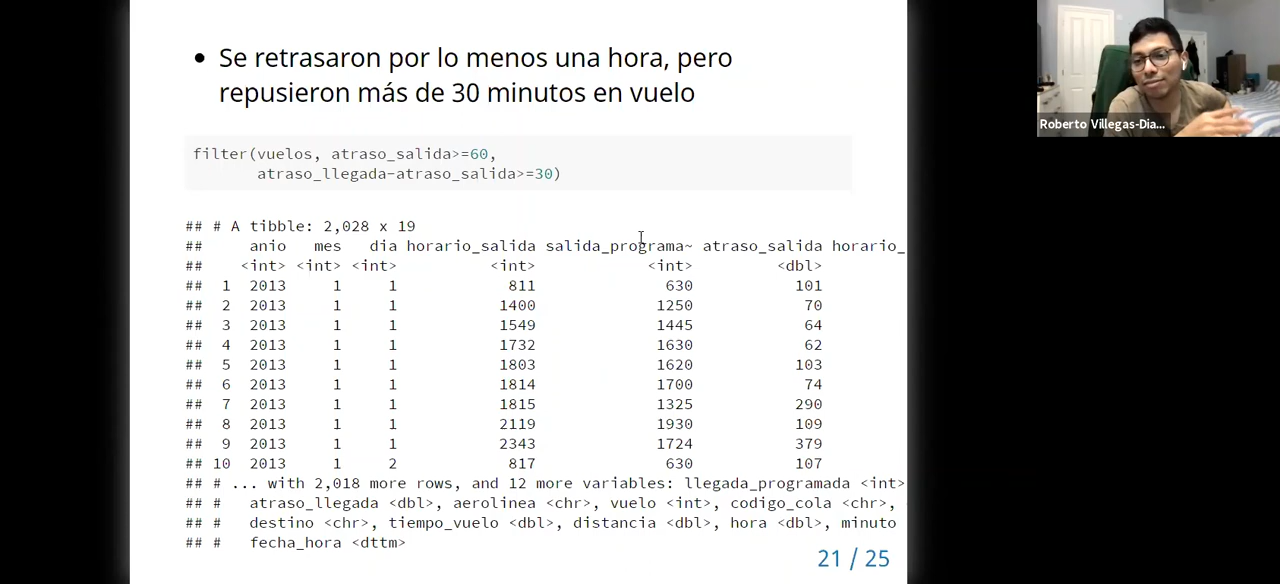 • Se retrasaron por lo menos una hora, pero
repusieron más de 30 minutos en vuelo
filter(vuelos, atraso_salida>=60,
atraso_llegada-atraso_salida>=30)
## # A tibble: 2,028 x 19
## anio mes dia horario_salida salida_programa~ atraso_salida horario_
## <int> <int> <int> <int> <int> <dbl>
## 1 2013 1 1 811 630 101
## 2 2013 1 1 1400 1250 70
## 3 2013 1 1 1549 1445 64
## 4 2013 1 1 1732 1630 62
## 5 2013 1 1 1803 1620 103
## 6 2013 1 1 1814 1700 74
## 7 2013 1 1 1815 1325 290
## 8 2013 1 1 2119 1930 109
## 9 2013 1 1 2343 1724 379
## 10 2013 1 2 817 630 107
## # ... with 2,018 more rows, and 12 more variables: llegada_programada <int>
## # atraso_llegada <dbl>, aerolinea <chr>, vuelo <int>, codigo_cola <chr>,
## # destino <chr>, tiempo_vuelo <dbl>, distancia <dbl>, hora <dbl>, minuto
## # fecha_hora <dttm>
21 / 25
Roberto Villegas-Dia...